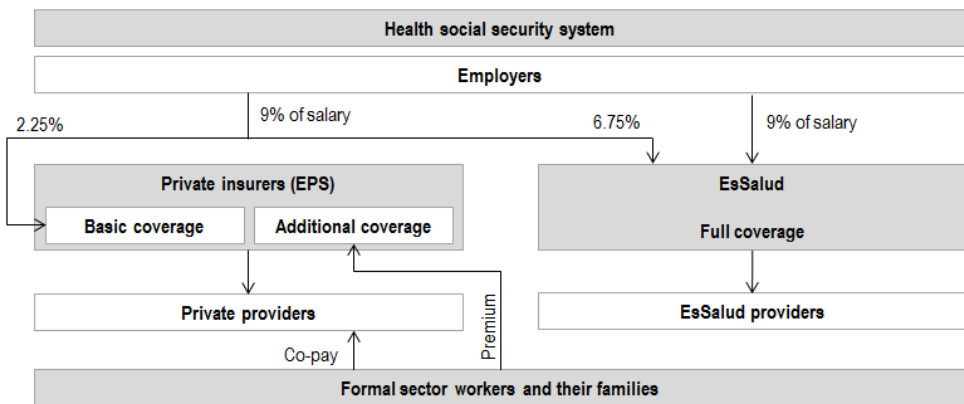 Health social security system
Employers
9% of salary
2.25%
6.75%
9% of salary
Private insurers (EPS)
EsSalud
Basic coverage
Additional coverage
Full coverage
Private providers
EsSalud providers
Premium
Co-pay
Formal sector workers and their families